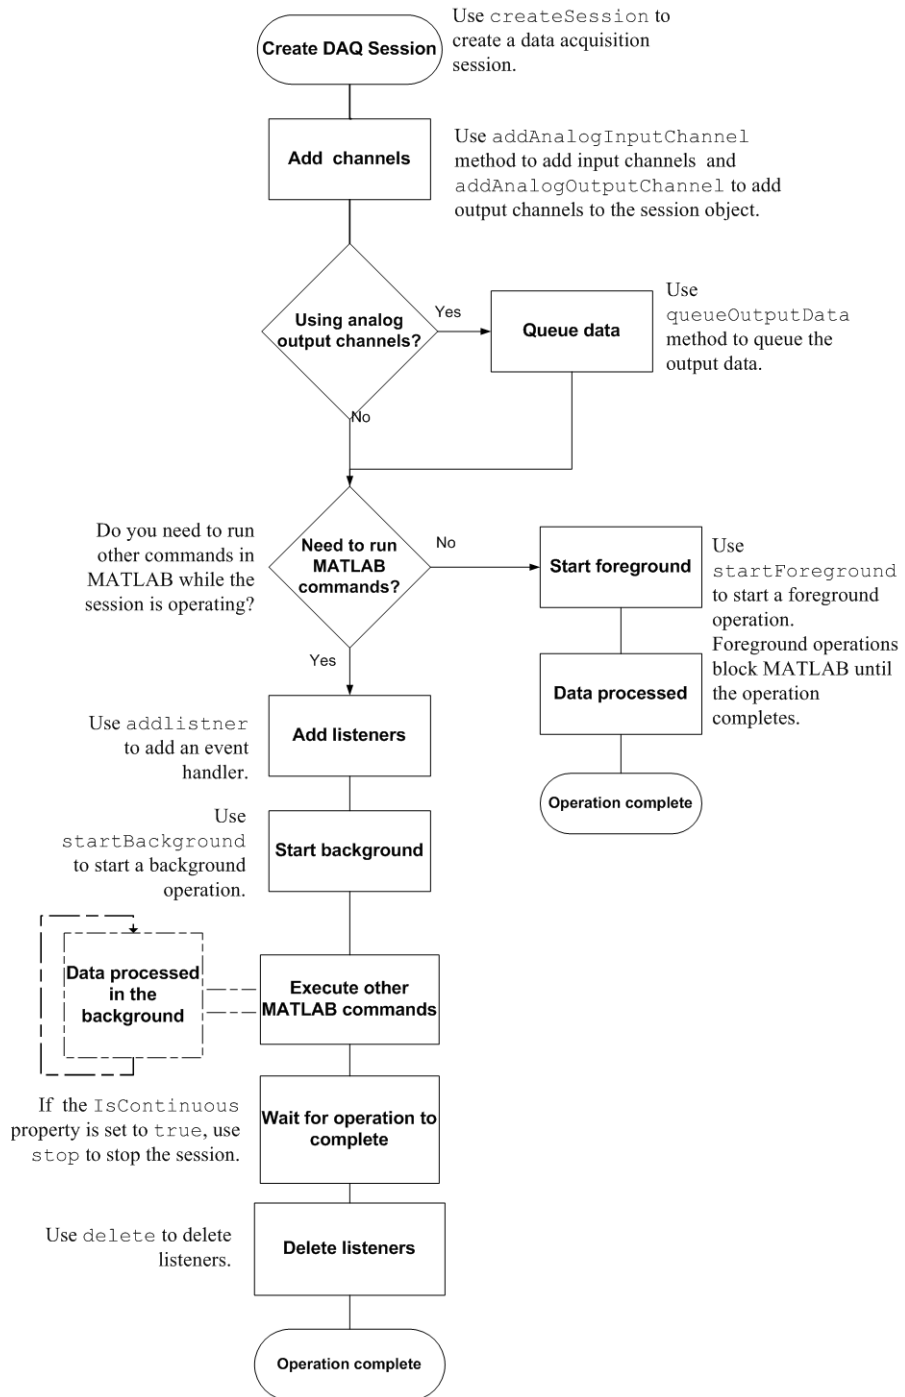 Create DAQ Session
Use createSession to
create a data acquisition
session.
Add channels
Use addAnalogInputChannel
method to add input channels and
addAnalogOutputChannel to add
output channels to the session object.
Using analog
output channels?
Yes
No
Queue data
Use
queueOutputData
method to queue the
output data.
Do you need to run
other commands in
MATLAB while the
session is operating?
Need to run
MATLAB
commands?
No
Yes
Start foreground
Use
startForeground
to start a foreground
operation.
Foreground operations
block MATLAB until
the operation
completes.
Data processed
Operation complete
Use addlistner
to add an event
handler.
Add listeners
Use
startBackground
to start a background
operation.
Start background
Data processed
in the
background
Execute other
MATLAB commands
If the IsContinuous
property is set to true, use
stop to stop the session.
Wait for operation to
complete
Use delete to delete
listeners.
Delete listeners
Operation complete